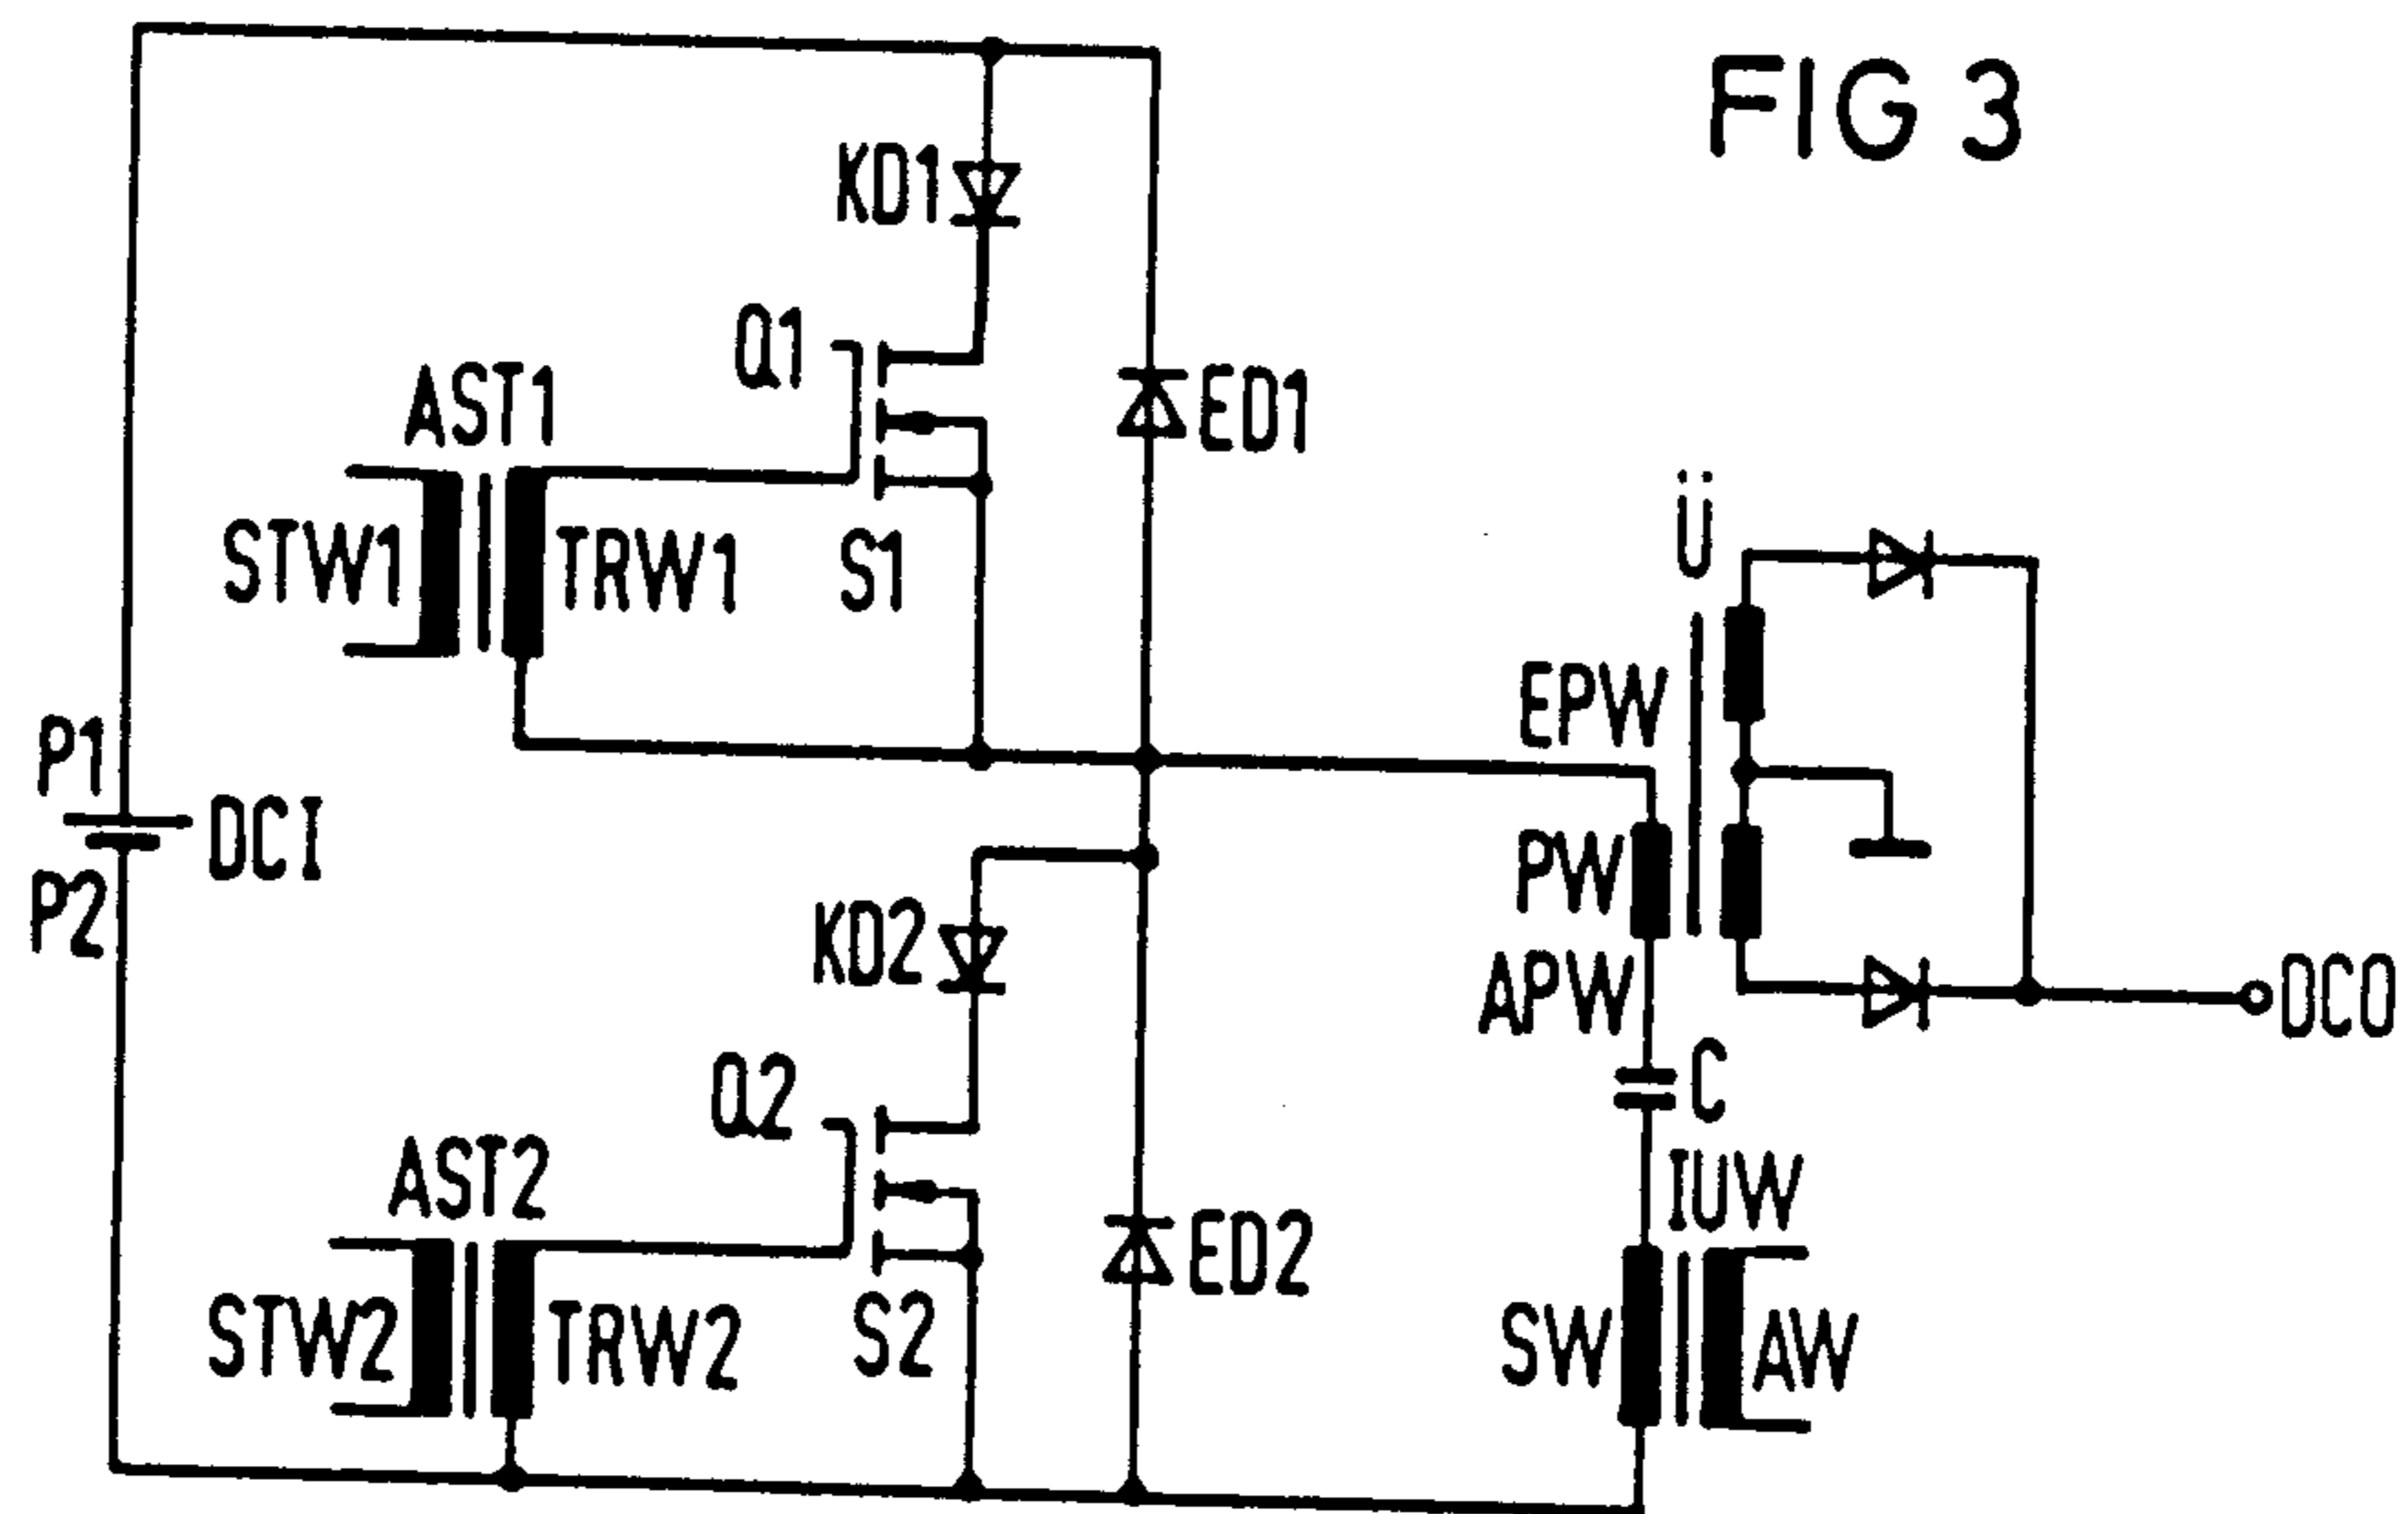 FIG 3
KD1
Q1
AST1
ED1
STW1
TRW1
S1
Ü
EPW
P1
DCI
PW
P2
KD2
APW
DCO
C
Q2
AST2
IUW
ED2
STW2
TRW2
S2
SW
AW